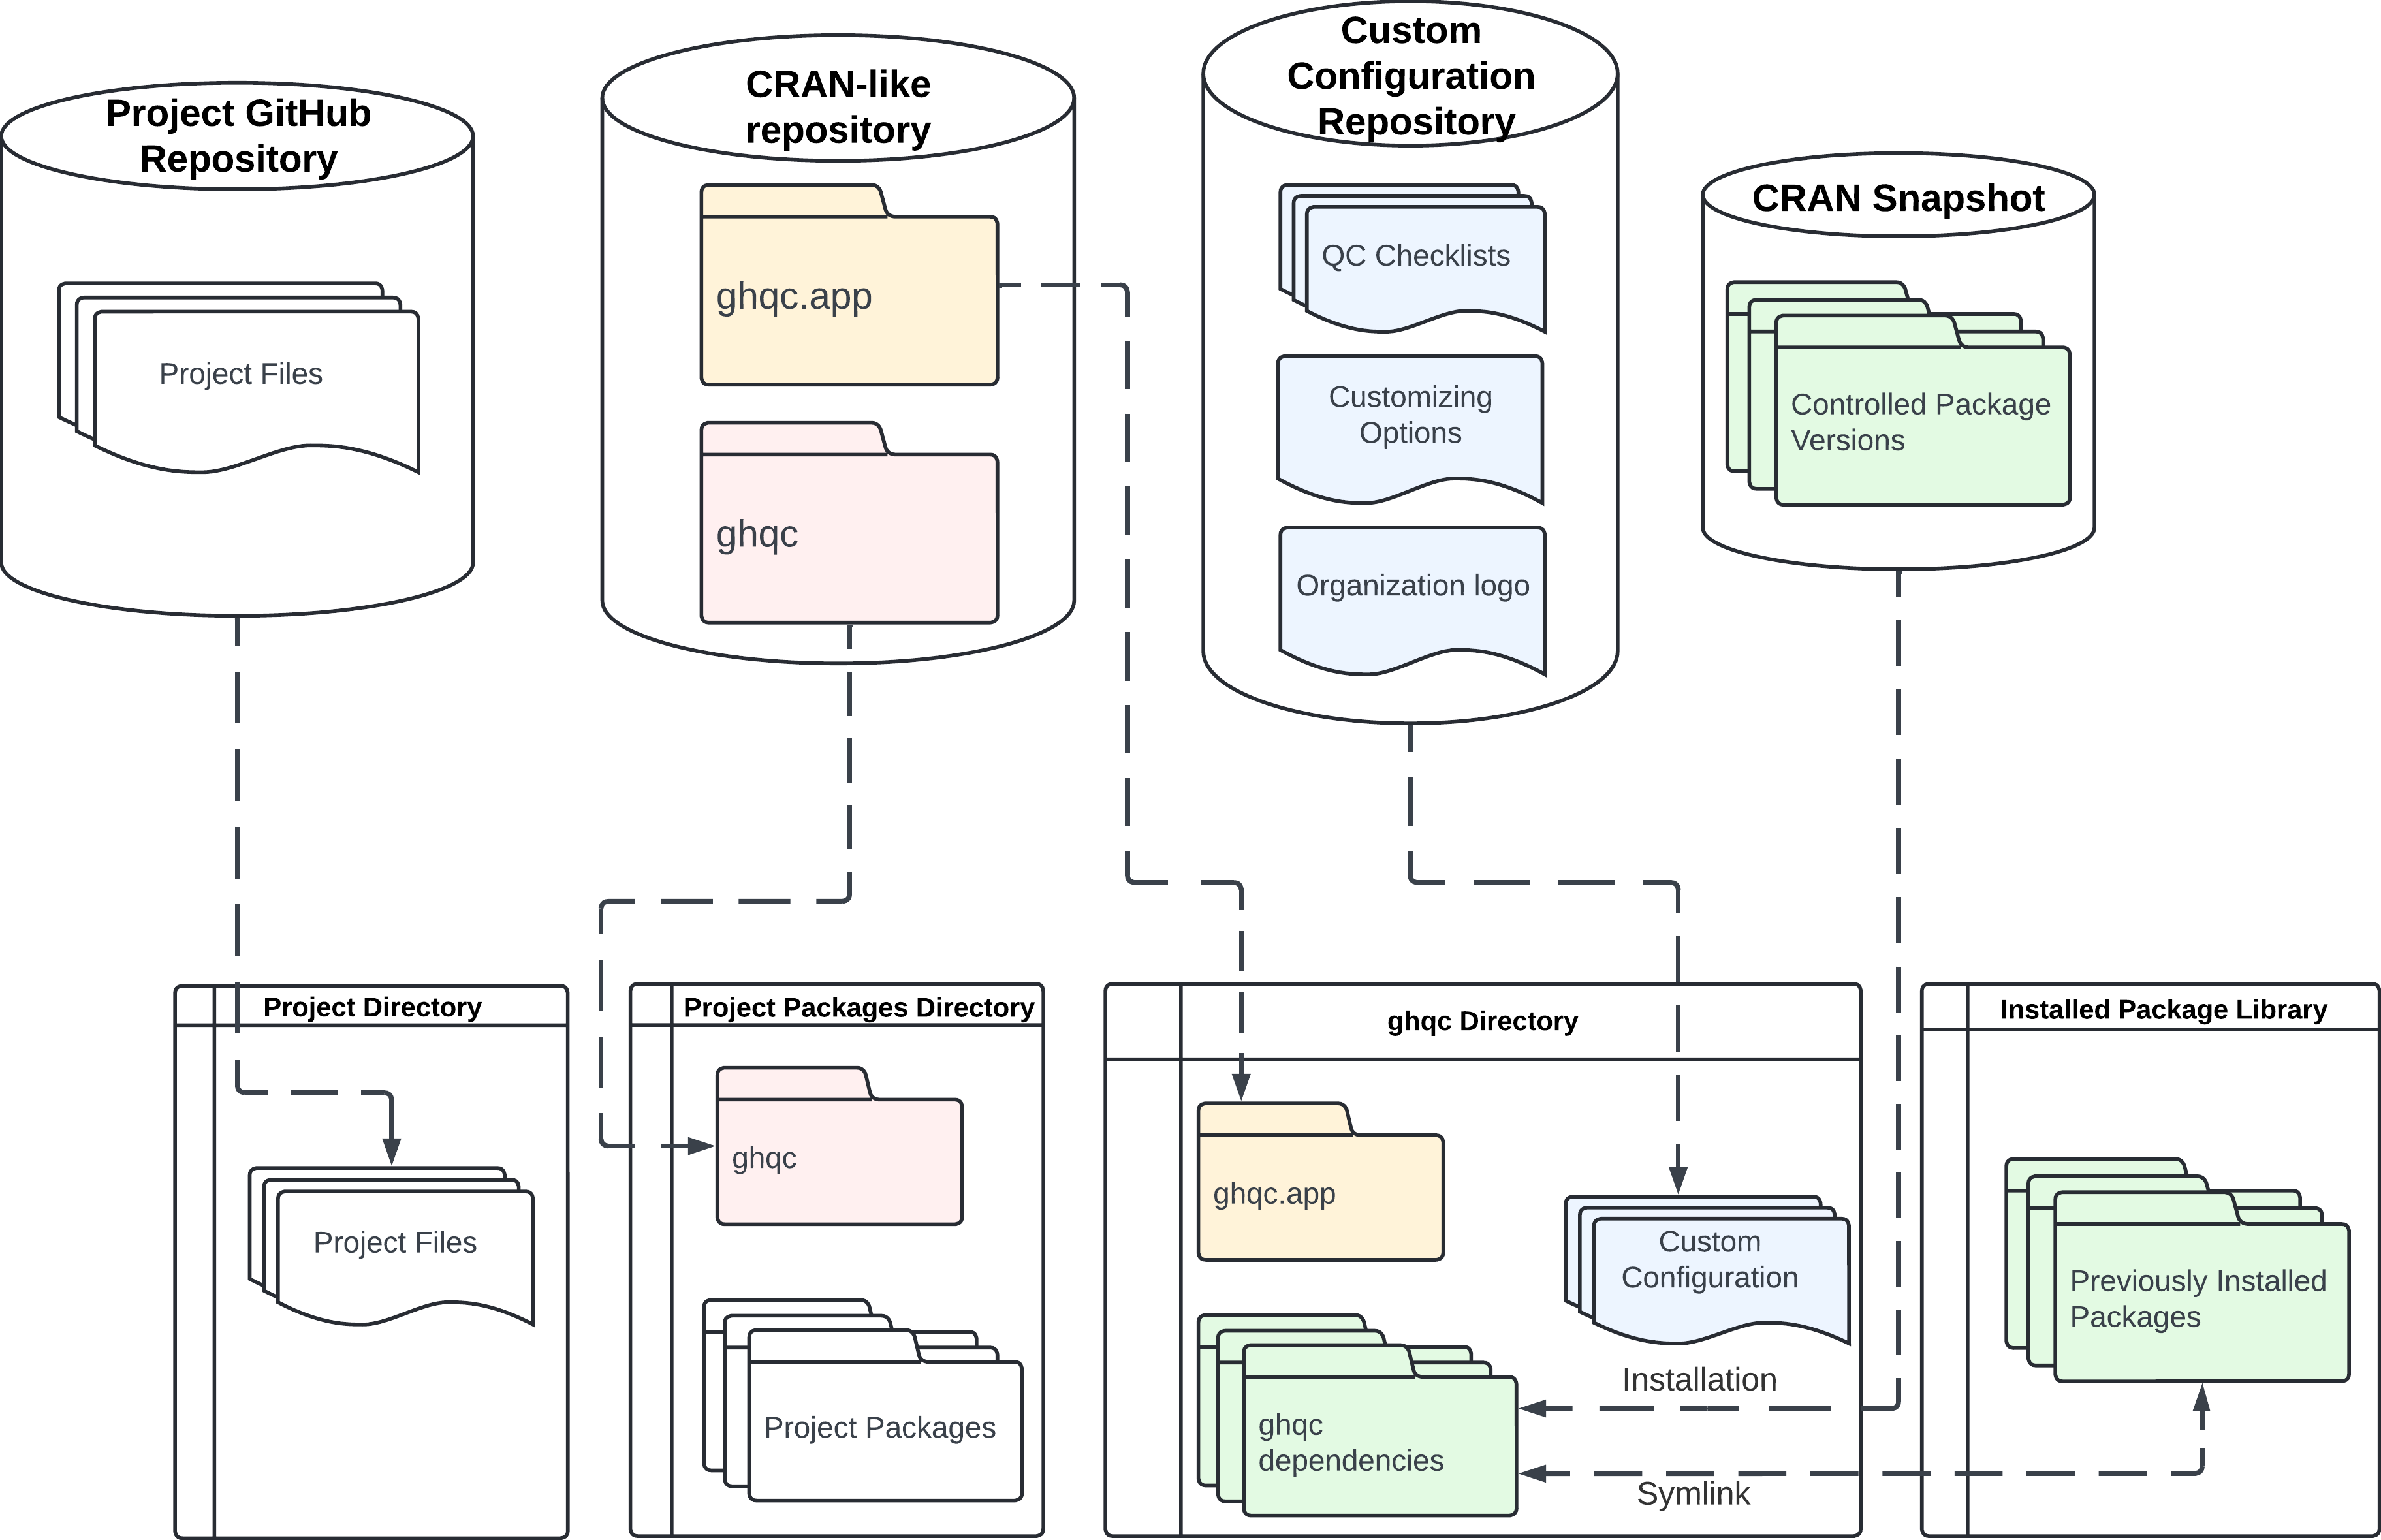 Project GitHub
Repository
Project Files
CRAN-like
repository
ghqc.app
ghqc
Custom
Configuration
Repository
QC Checklists
Customizing
Options
Organization logo
CRAN Snapshot
Controlled Package
Versions
Project Directory
Project Files
Project Packages Directory
ghqc
Project Packages
ghqc Directory
ghqc.app
Custom
Configuration
ghqc
dependencies
Installation
Symlink
Installed Package Library
Previously Installed
Packages